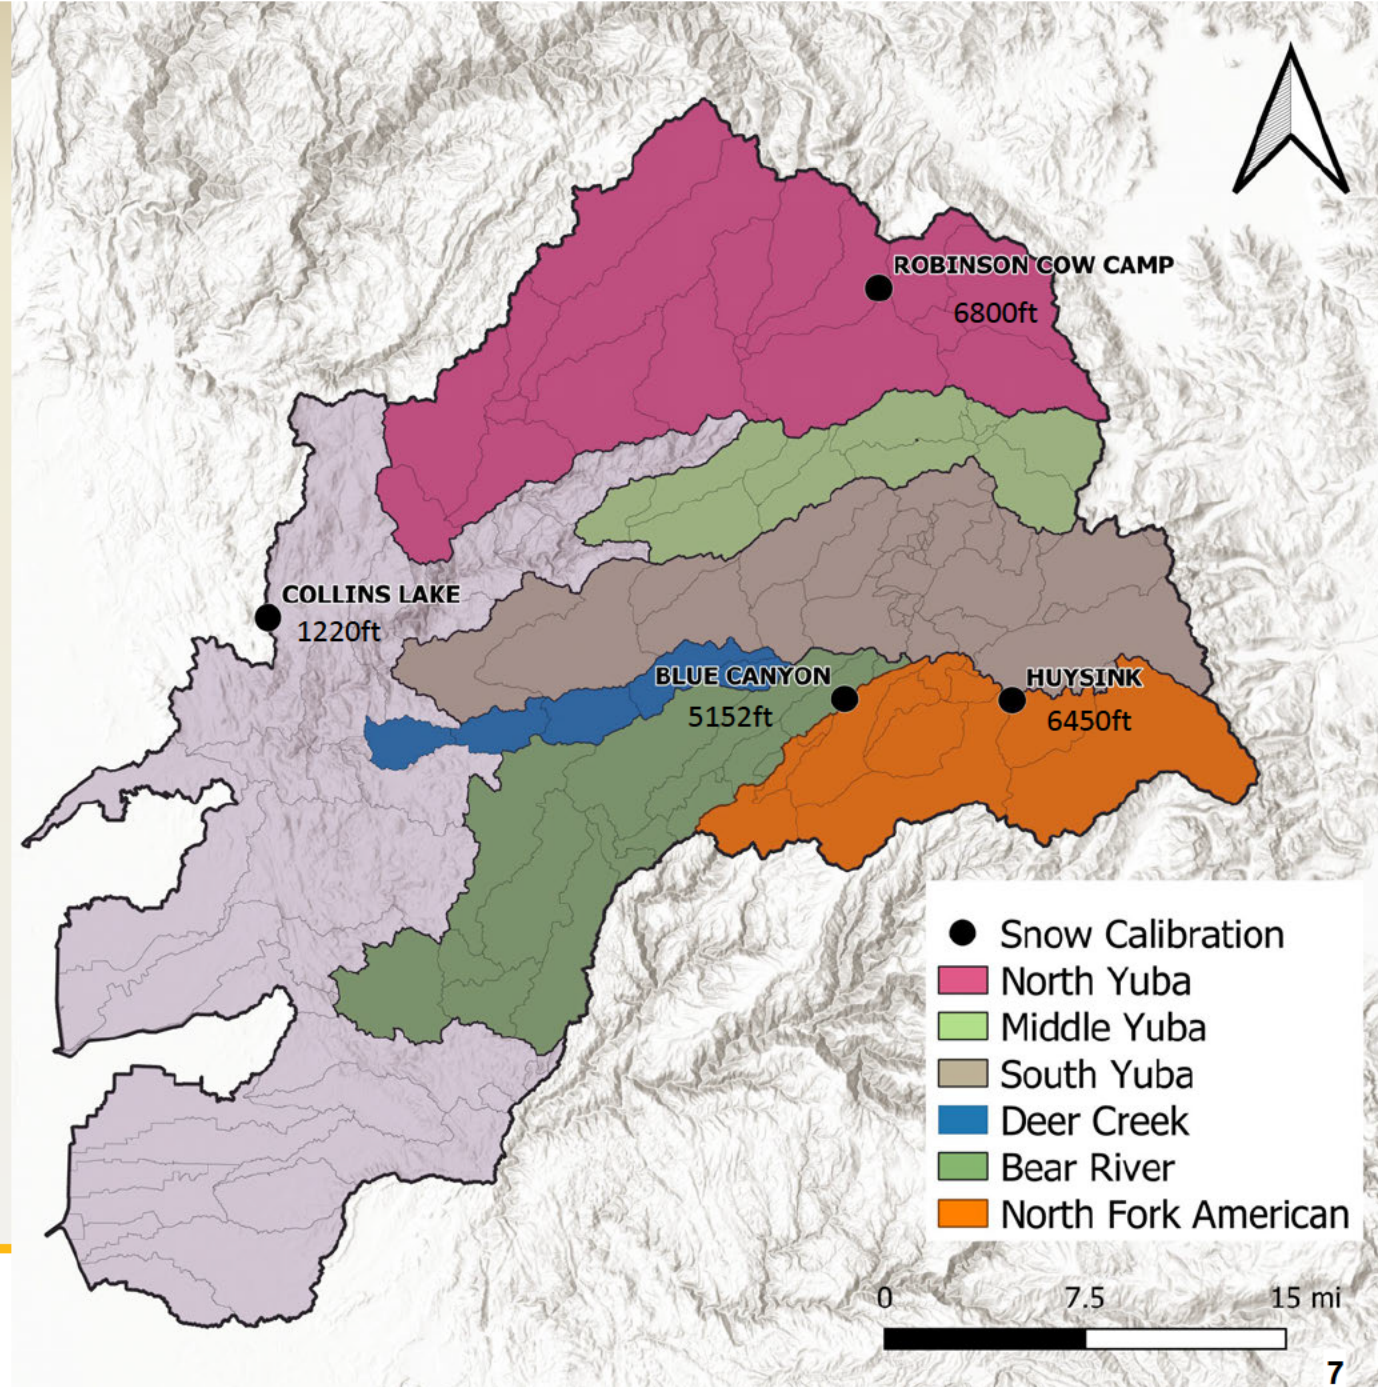 ROBINSON COW CAMP
6800ft
COLLINS LAKE
1220ft
BLUE CANYON
5152ft
HUYSINK
6450ft
Snow Calibration
North Yuba
Middle Yuba
South Yuba
Deer Creek
Bear River
North Fork American
0 7.5 15 mi
7